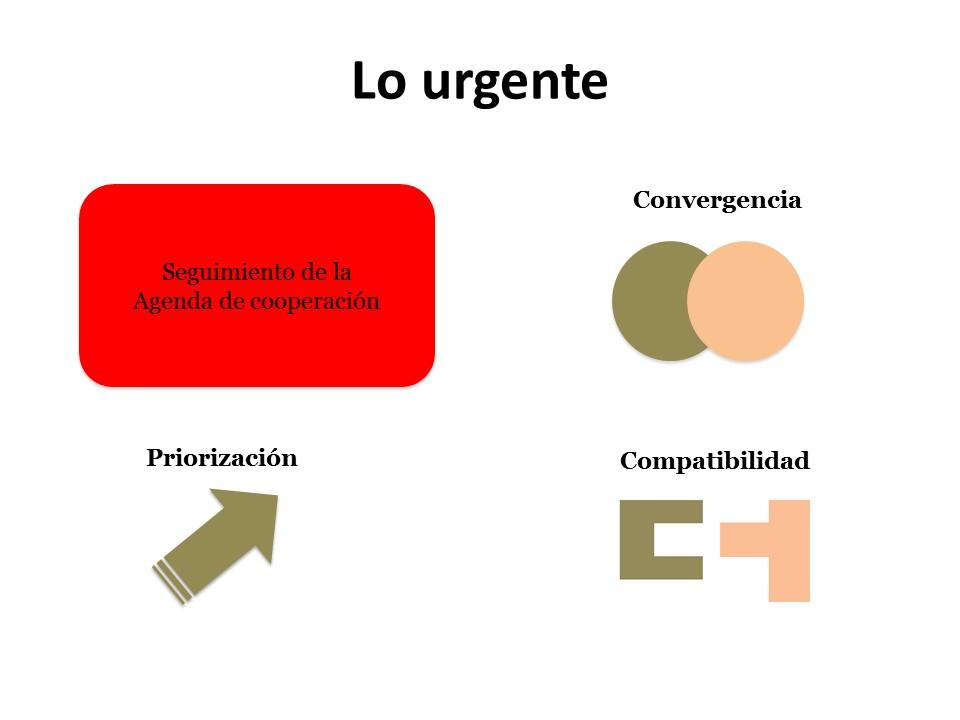 Lo urgente
Seguimiento de la
Agenda de cooperación
Convergencia
Priorización
Compatibilidad